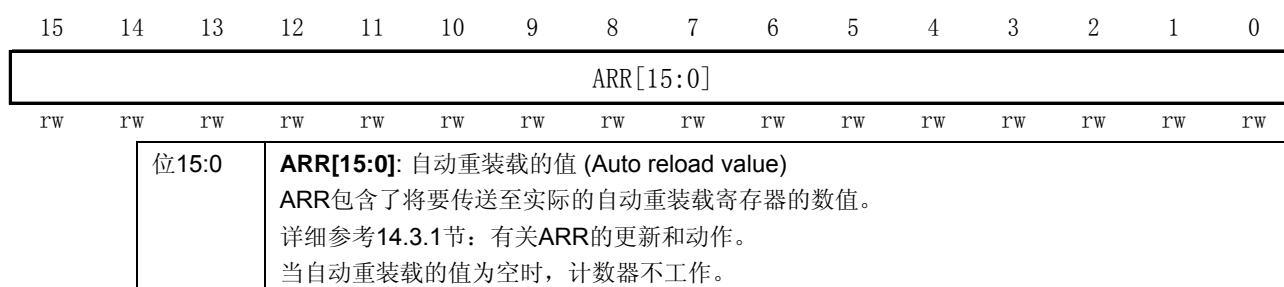 15 14 13 12 11 10 9 8 7 6 5 4 3 2 1 0
ARR[15:0]
rw rw rw rw rw rw rw rw rw rw rw rw rw rw rw rw
位15:0 ARR[15:0]: 自动重装载的值 (Auto reload value)
ARR包含了将要传送至实际的自动重装载寄存器的数值。
详细参考14.3.1节：有关ARR的更新和动作。
当自动重装载的值为空时，计数器不工作。